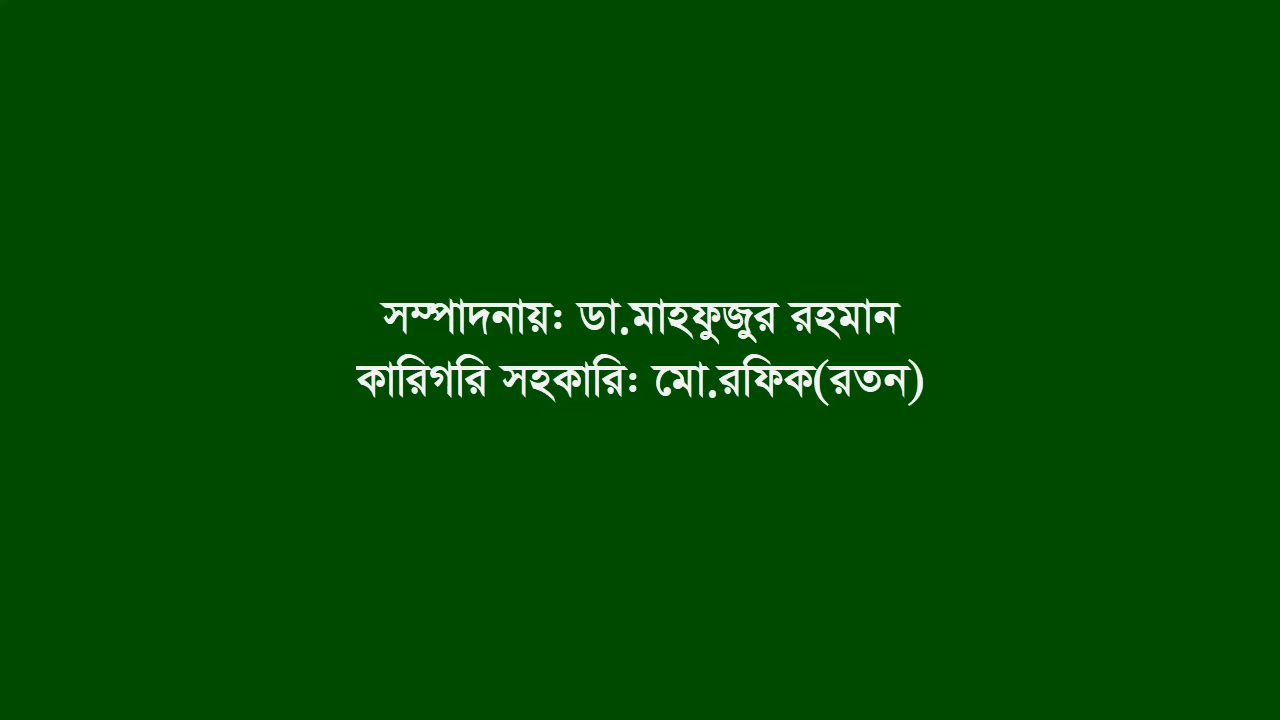 সম্পাদনায়: ডা.মাহফুজুর রহমান
কারিগরি সহকারি: মো.রফিক(রতন)